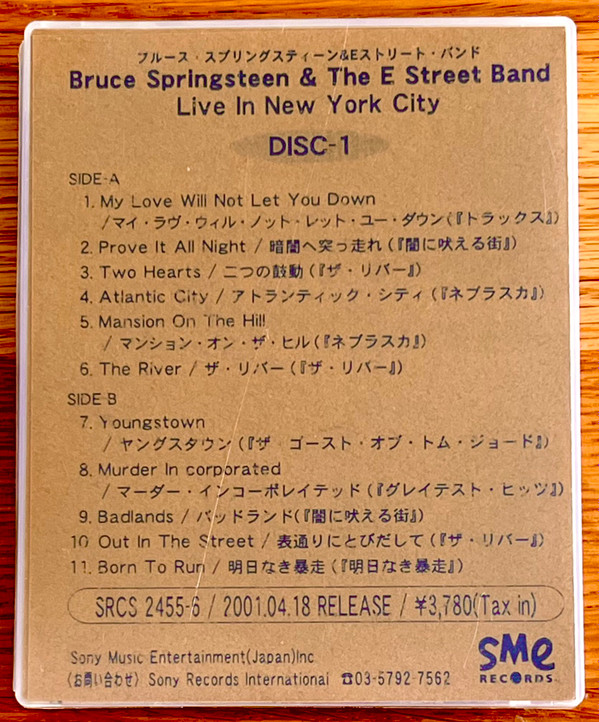 ブルース・スプリングスティーン&Eストリート・バンド
Bruce Springsteen & The E Street Band
Live In New York City
DISC-1
SIDE-A
1. My Love Will Not Let You Down
/マイ・ラヴ・ウィル・ノット・レット・ユー・ダウン(『トラックス』)
2. Prove It All Night / 暗闇へ突っ走れ(『闇に吠える街』)
3. Two Hearts / 二つの鼓動(『ザ・リバー』)
4. Atlantic City / アトランティック・シティ(『ネブラスカ』)
5. Mansion On The Hill
/ マンション・オン・ザ・ヒル(『ネブラスカ』)
6. The River / ザ・リバー(『ザ・リバー』)
SIDE-B
7. Youngstown
/ ヤングスタウン(『ザ・ゴースト・オブ・トム・ジョード』)
8. Murder In corporated
/ マーダー・インコーポレイテッド(『グレイテスト・ヒッツ』)
9. Badlands / バッドランド(『闇に吠える街』)
10. Out In The Street / 表通りにとびだして(『ザ・リバー』)
11. Born To Run / 明日なき暴走(『明日なき暴走』)
SRCS 2455-6 / 2001.04.18 RELEASE / ¥3,780(Tax in)
Sony Music Entertainment(Japan)Inc
〈お問い合わせ〉 Sony Records International ☎03-5792-7562
SMe
RECORDS